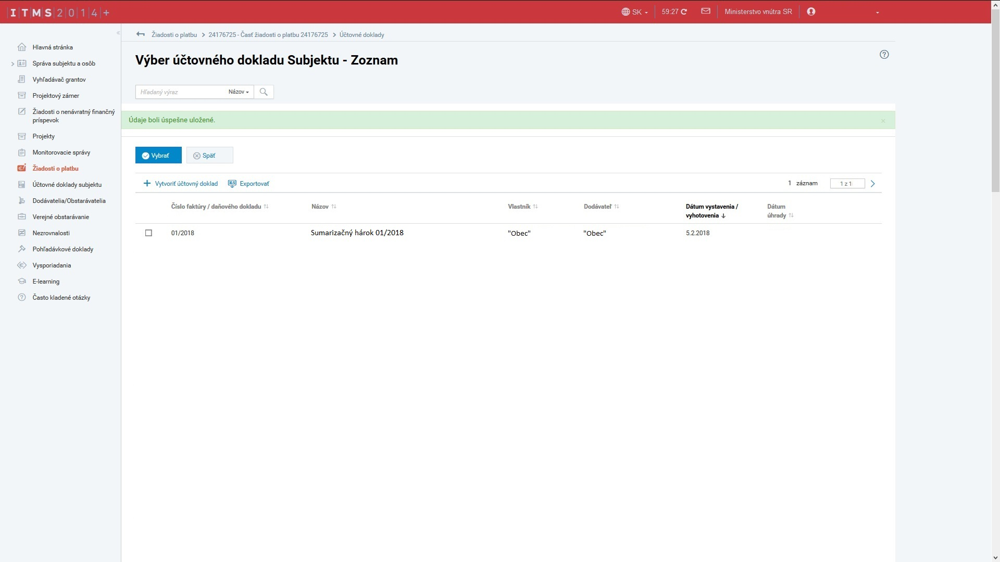 ITMS2014+
SK
59:27
Ministerstvo vnútra SR
Hlavná stránka
Správa subjektu a osôb
Vyhľadávač grantov
Projektový zámer
Žiadosti o nenávratný finančný
príspevok
Projekty
Monitorovacie správy
Žiadosti o platbu
Účtovné doklady subjektu
Dodávatelia/Obstarávatelia
Verejné obstarávanie
Nezrovnalosti
Pohľadávkové doklady
Vysporiadania
E-learning
Často kladené otázky
Žiadosti o platbu > 24176725 - Časť žiadosti o platbu 24176725 > Účtovné doklady
Výber účtovného dokladu Subjektu - Zoznam
Hľadaný výraz Názov
Údaje boli úspešne uložené.
Vybrať Späť
Vytvoriť účtovný doklad XLS Exportovať 1 záznam 1 z 1
Číslo faktúry / daňového dokladu Názov Vlastník Dodávateľ Dátum vystavenia / Dátum
vyhotovenia úhrady
01/2018 Sumarizačný hárok 01/2018 "Obec" "Obec" 5.2.2018